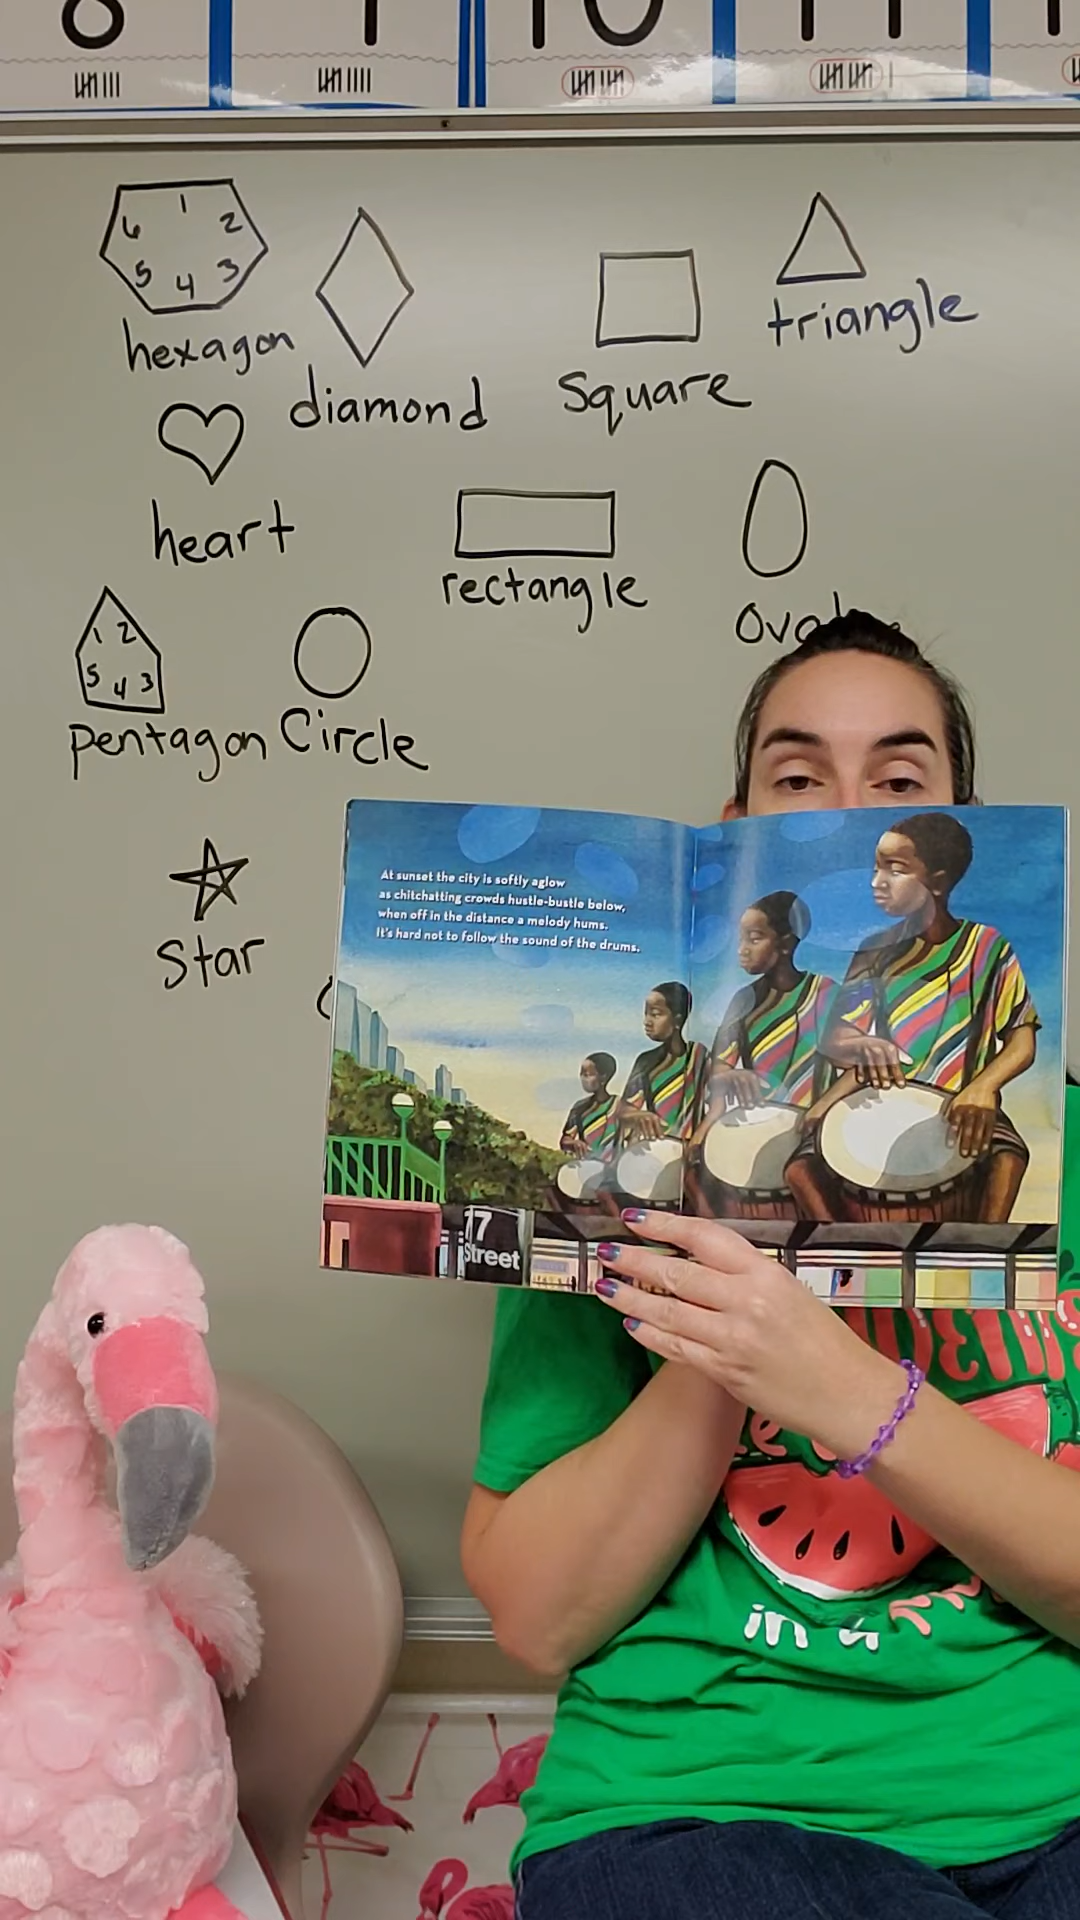 8 9 10 11
6 1 2
5 4 3
hexagon
diamond
square
triangle
heart
rectangle
1 2
5 4 3
pentagon
Circle
star
At sunset the city is softly aglow
as chitchatting crowds hustle-bustle below,
when off in the distance a melody hums.
It's hard not to follow the sound of the drums.
77
Street
in a